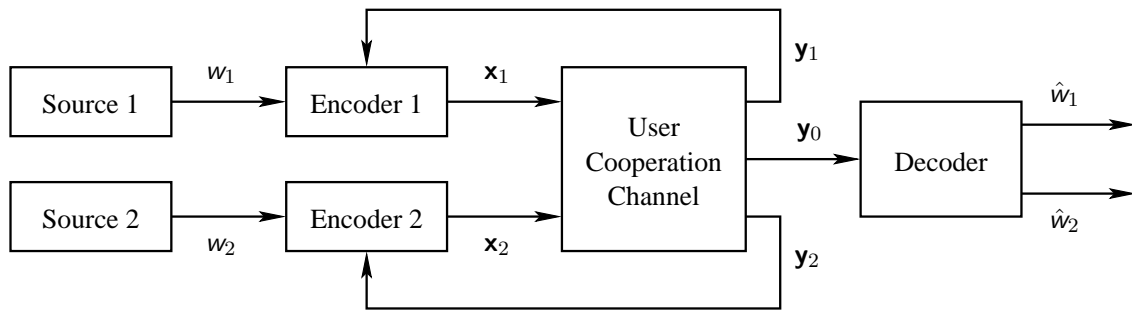 y₁
w₁
x₁
ŵ₁
Source 1
Encoder 1
User
Cooperation
Channel
y₀
Decoder
Source 2
Encoder 2
w₂
x₂
y₂
ŵ₂